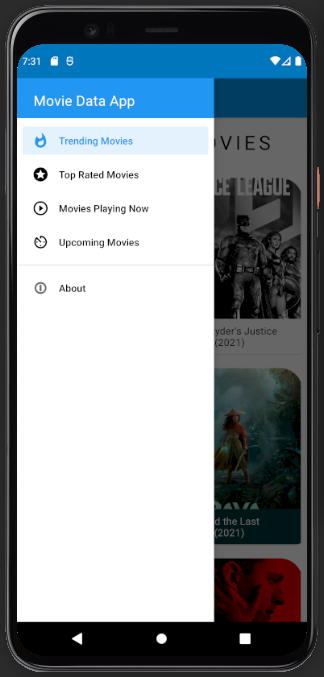 7:31
Movie Data App
Trending Movies
Top Rated Movies
Movies Playing Now
Upcoming Movies
About
OVIES
CE LEAGUE
yder's Justice
(2021)
AYA
d the Last
(2021)